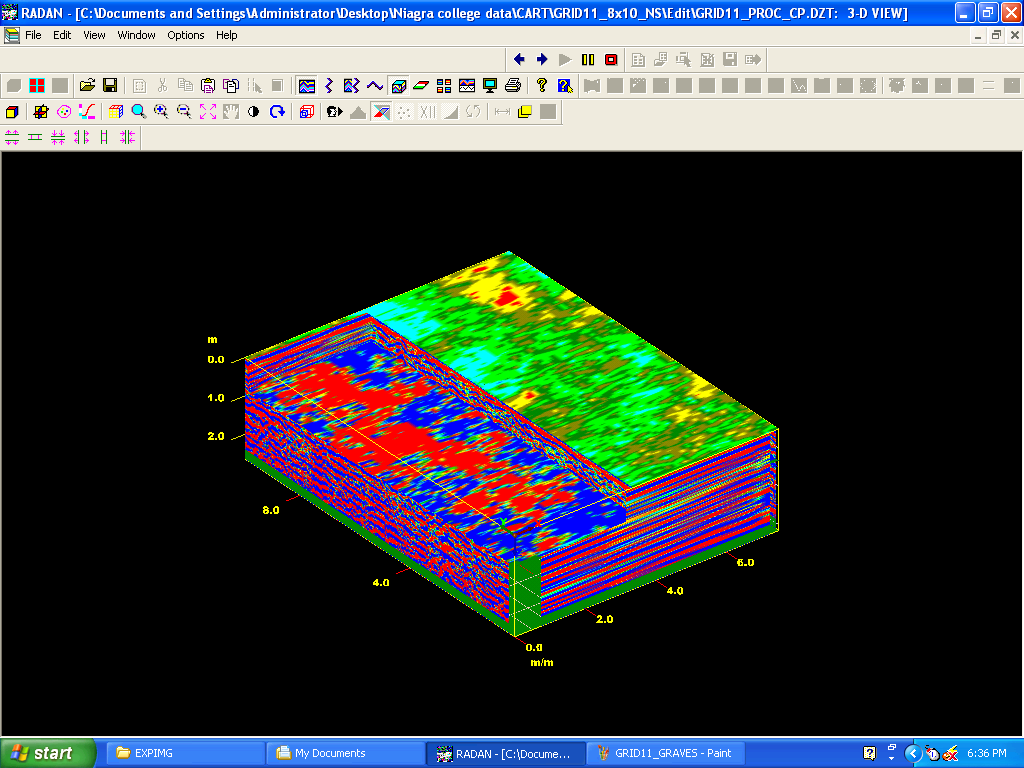 RADAN - [C:\Documents and Settings\Administrator\Desktop\Niagra college data\CART\GRID11_8x10_NS\Edit\GRID11_PROC_CP.DZT: 3-D VIEW]
File Edit View Window Options Help
m
0.0
1.0
2.0
8.0
4.0
6.0
4.0
2.0
0.0
m/m
start
EXPIMG
My Documents
RADAN - [C:\Docume...
GRID11_GRAVES - Paint
6:36 PM